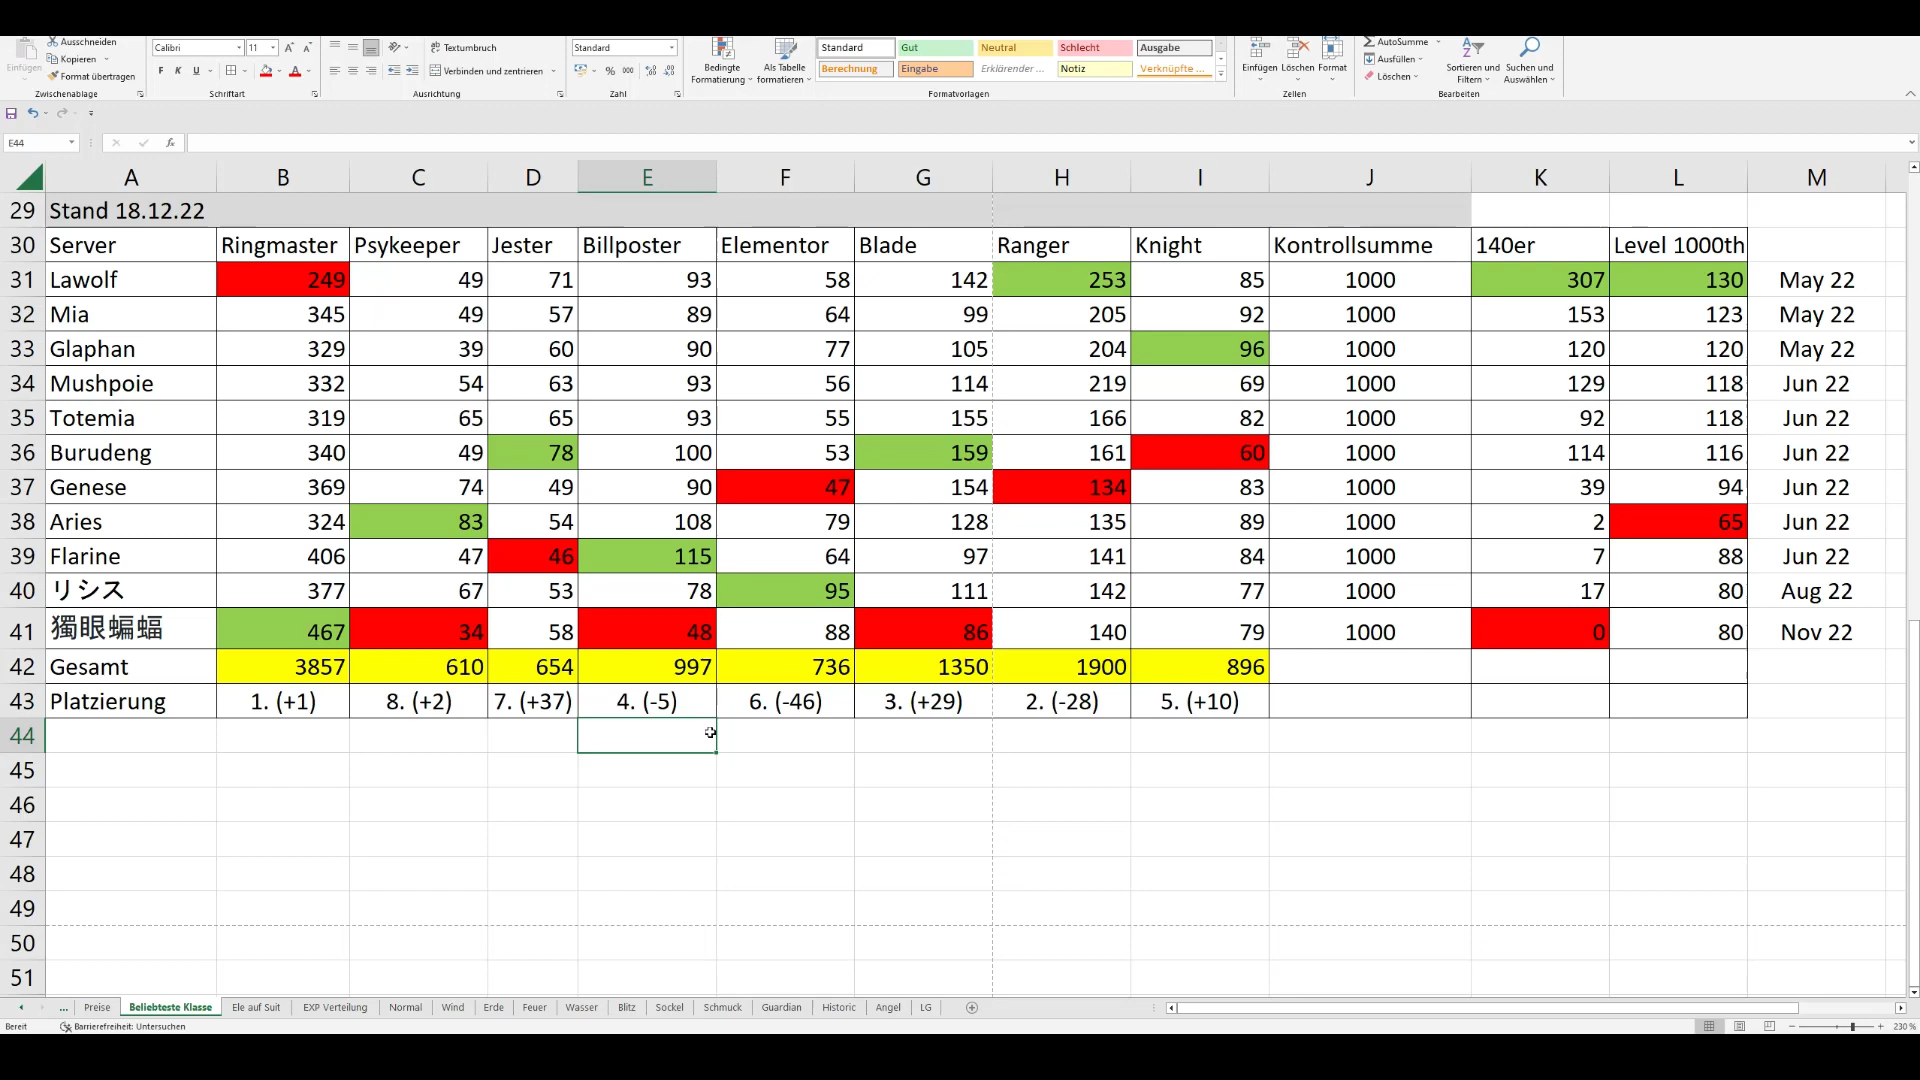 Ausschneiden
Einfügen
Kopieren
Format übertragen
Zwischenablage
Calibri 11
F K U
Schriftart
Textumbruch
Verbinden und zentrieren
Ausrichtung
Standard
% 000
Zahl
Bedingte Formatierung
Als Tabelle formatieren
Standard Gut Neutral Schlecht Ausgabe
Berechnung Eingabe Erklärender ... Notiz Verknüpfte ...
Formatvorlagen
Einfügen Löschen Format
Zellen
AutoSumme
Ausfüllen
Löschen
Sortieren und Filtern
Suchen und Auswählen
Bearbeiten
E44 fx
A B C D E F G H I J K L M
29 Stand 18.12.22
30 Server Ringmaster Psykeeper Jester Billposter Elementor Blade Ranger Knight Kontrollsumme 140er Level 1000th
31 Lawolf 249 49 71 93 58 142 253 85 1000 307 130 May 22
32 Mia 345 49 57 89 64 99 205 92 1000 153 123 May 22
33 Glaphan 329 39 60 90 77 105 204 96 1000 120 120 May 22
34 Mushpoie 332 54 63 93 56 114 219 69 1000 129 118 Jun 22
35 Totemia 319 65 65 93 55 155 166 82 1000 92 118 Jun 22
36 Burudeng 340 49 78 100 53 159 161 60 1000 114 116 Jun 22
37 Genese 369 74 49 90 47 154 134 83 1000 39 94 Jun 22
38 Aries 324 83 54 108 79 128 135 89 1000 2 65 Jun 22
39 Flarine 406 47 46 115 64 97 141 84 1000 7 88 Jun 22
40 リシス 377 67 53 78 95 111 142 77 1000 17 80 Aug 22
41 獨眼蝙蝠 467 34 58 48 88 86 140 79 1000 0 80 Nov 22
42 Gesamt 3857 610 654 997 736 1350 1900 896
43 Platzierung 1. (+1) 8. (+2) 7. (+37) 4. (-5) 6. (-46) 3. (+29) 2. (-28) 5. (+10)
44
45
46
47
48
49
50
51
... Preise Beliebteste Klasse Ele auf Suit EXP Verteilung Normal Wind Erde Feuer Wasser Blitz Sockel Schmuck Guardian Historic Angel LG
Bereit Barrierefreiheit: Untersuchen 230 %